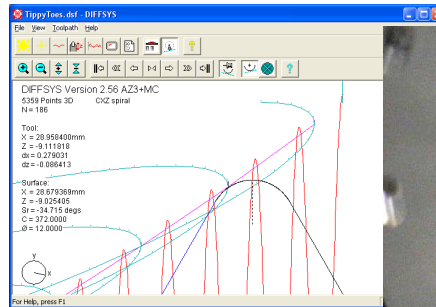 TippyToes.dsf - DIFFSYS
File View Toolpath Help
DIFFSYS Version 2.56 AZ3+MC
5359 Points 3D CXZ spiral
N = 186
Tool:
X = 28.958400mm
Z = -9.111818
dx = 0.279031
dz = -0.086413
Surface:
X = 28.679369mm
Z = -9.025405
Sr = -34.715 degs
C = 372.0000
Ø = 12.0000
Y
X
For Help, press F1